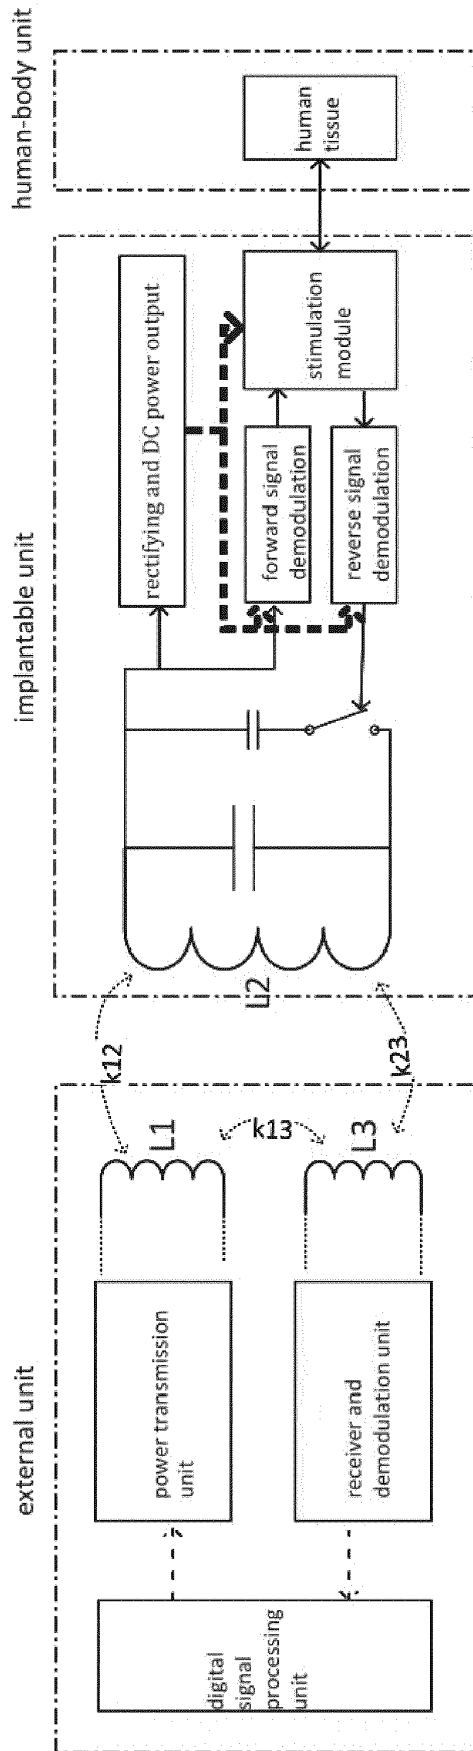 external unit
implantable unit
human-body unit
digital
signal
processing
unit
power transmission
unit
receiver and
demodulation unit
L1
k13
L3
k12
k23
L2
rectifying and DC power output
forward signal
demodulation
reverse signal
demodulation
stimulation
module
human
tissue